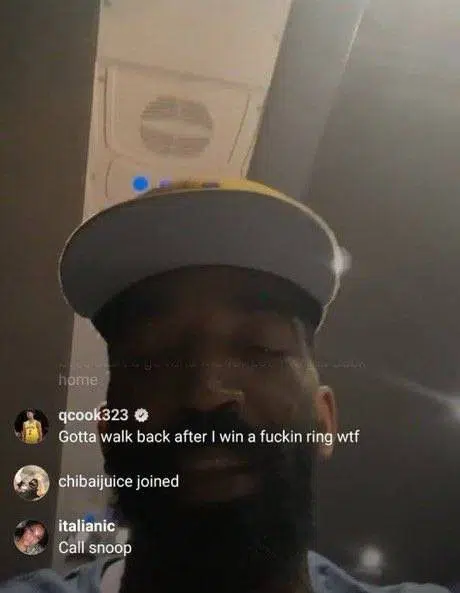 home
qcook323
Gotta walk back after I win a fuckin ring wtf
chibaijuice joined
italianic
Call snoop